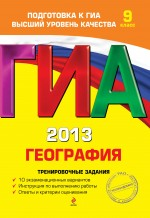 ПОДГОТОВКА К ГИА
ВЫСШИЙ УРОВЕНЬ КАЧЕСТВА
9
КЛАСС
ГИА
2013
ГЕОГРАФИЯ
ТРЕНИРОВОЧНЫЕ ЗАДАНИЯ
10 экзаменационных вариантов
Инструкция по выполнению работы
Ответы и критерии оценивания